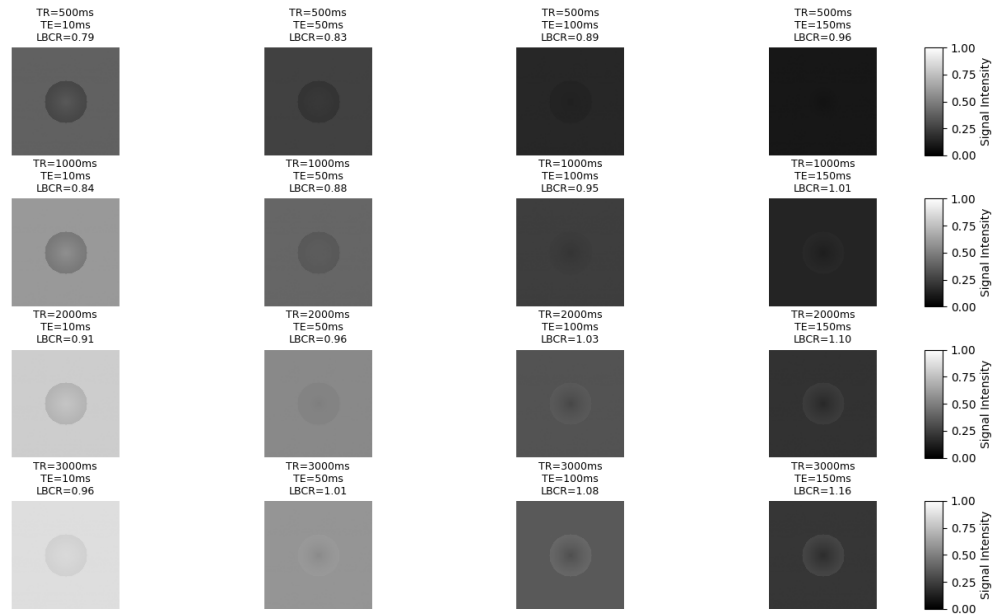 TR=500ms
TE=10ms
LBCR=0.79
TR=500ms
TE=50ms
LBCR=0.83
TR=500ms
TE=100ms
LBCR=0.89
TR=500ms
TE=150ms
LBCR=0.96
1.00
0.75
0.50
0.25
0.00
Signal Intensity
TR=1000ms
TE=10ms
LBCR=0.84
TR=1000ms
TE=50ms
LBCR=0.88
TR=1000ms
TE=100ms
LBCR=0.95
TR=1000ms
TE=150ms
LBCR=1.01
1.00
0.75
0.50
0.25
0.00
Signal Intensity
TR=2000ms
TE=10ms
LBCR=0.91
TR=2000ms
TE=50ms
LBCR=0.96
TR=2000ms
TE=100ms
LBCR=1.03
TR=2000ms
TE=150ms
LBCR=1.10
1.00
0.75
0.50
0.25
0.00
Signal Intensity
TR=3000ms
TE=10ms
LBCR=0.96
TR=3000ms
TE=50ms
LBCR=1.01
TR=3000ms
TE=100ms
LBCR=1.08
TR=3000ms
TE=150ms
LBCR=1.16
1.00
0.75
0.50
0.25
0.00
Signal Intensity